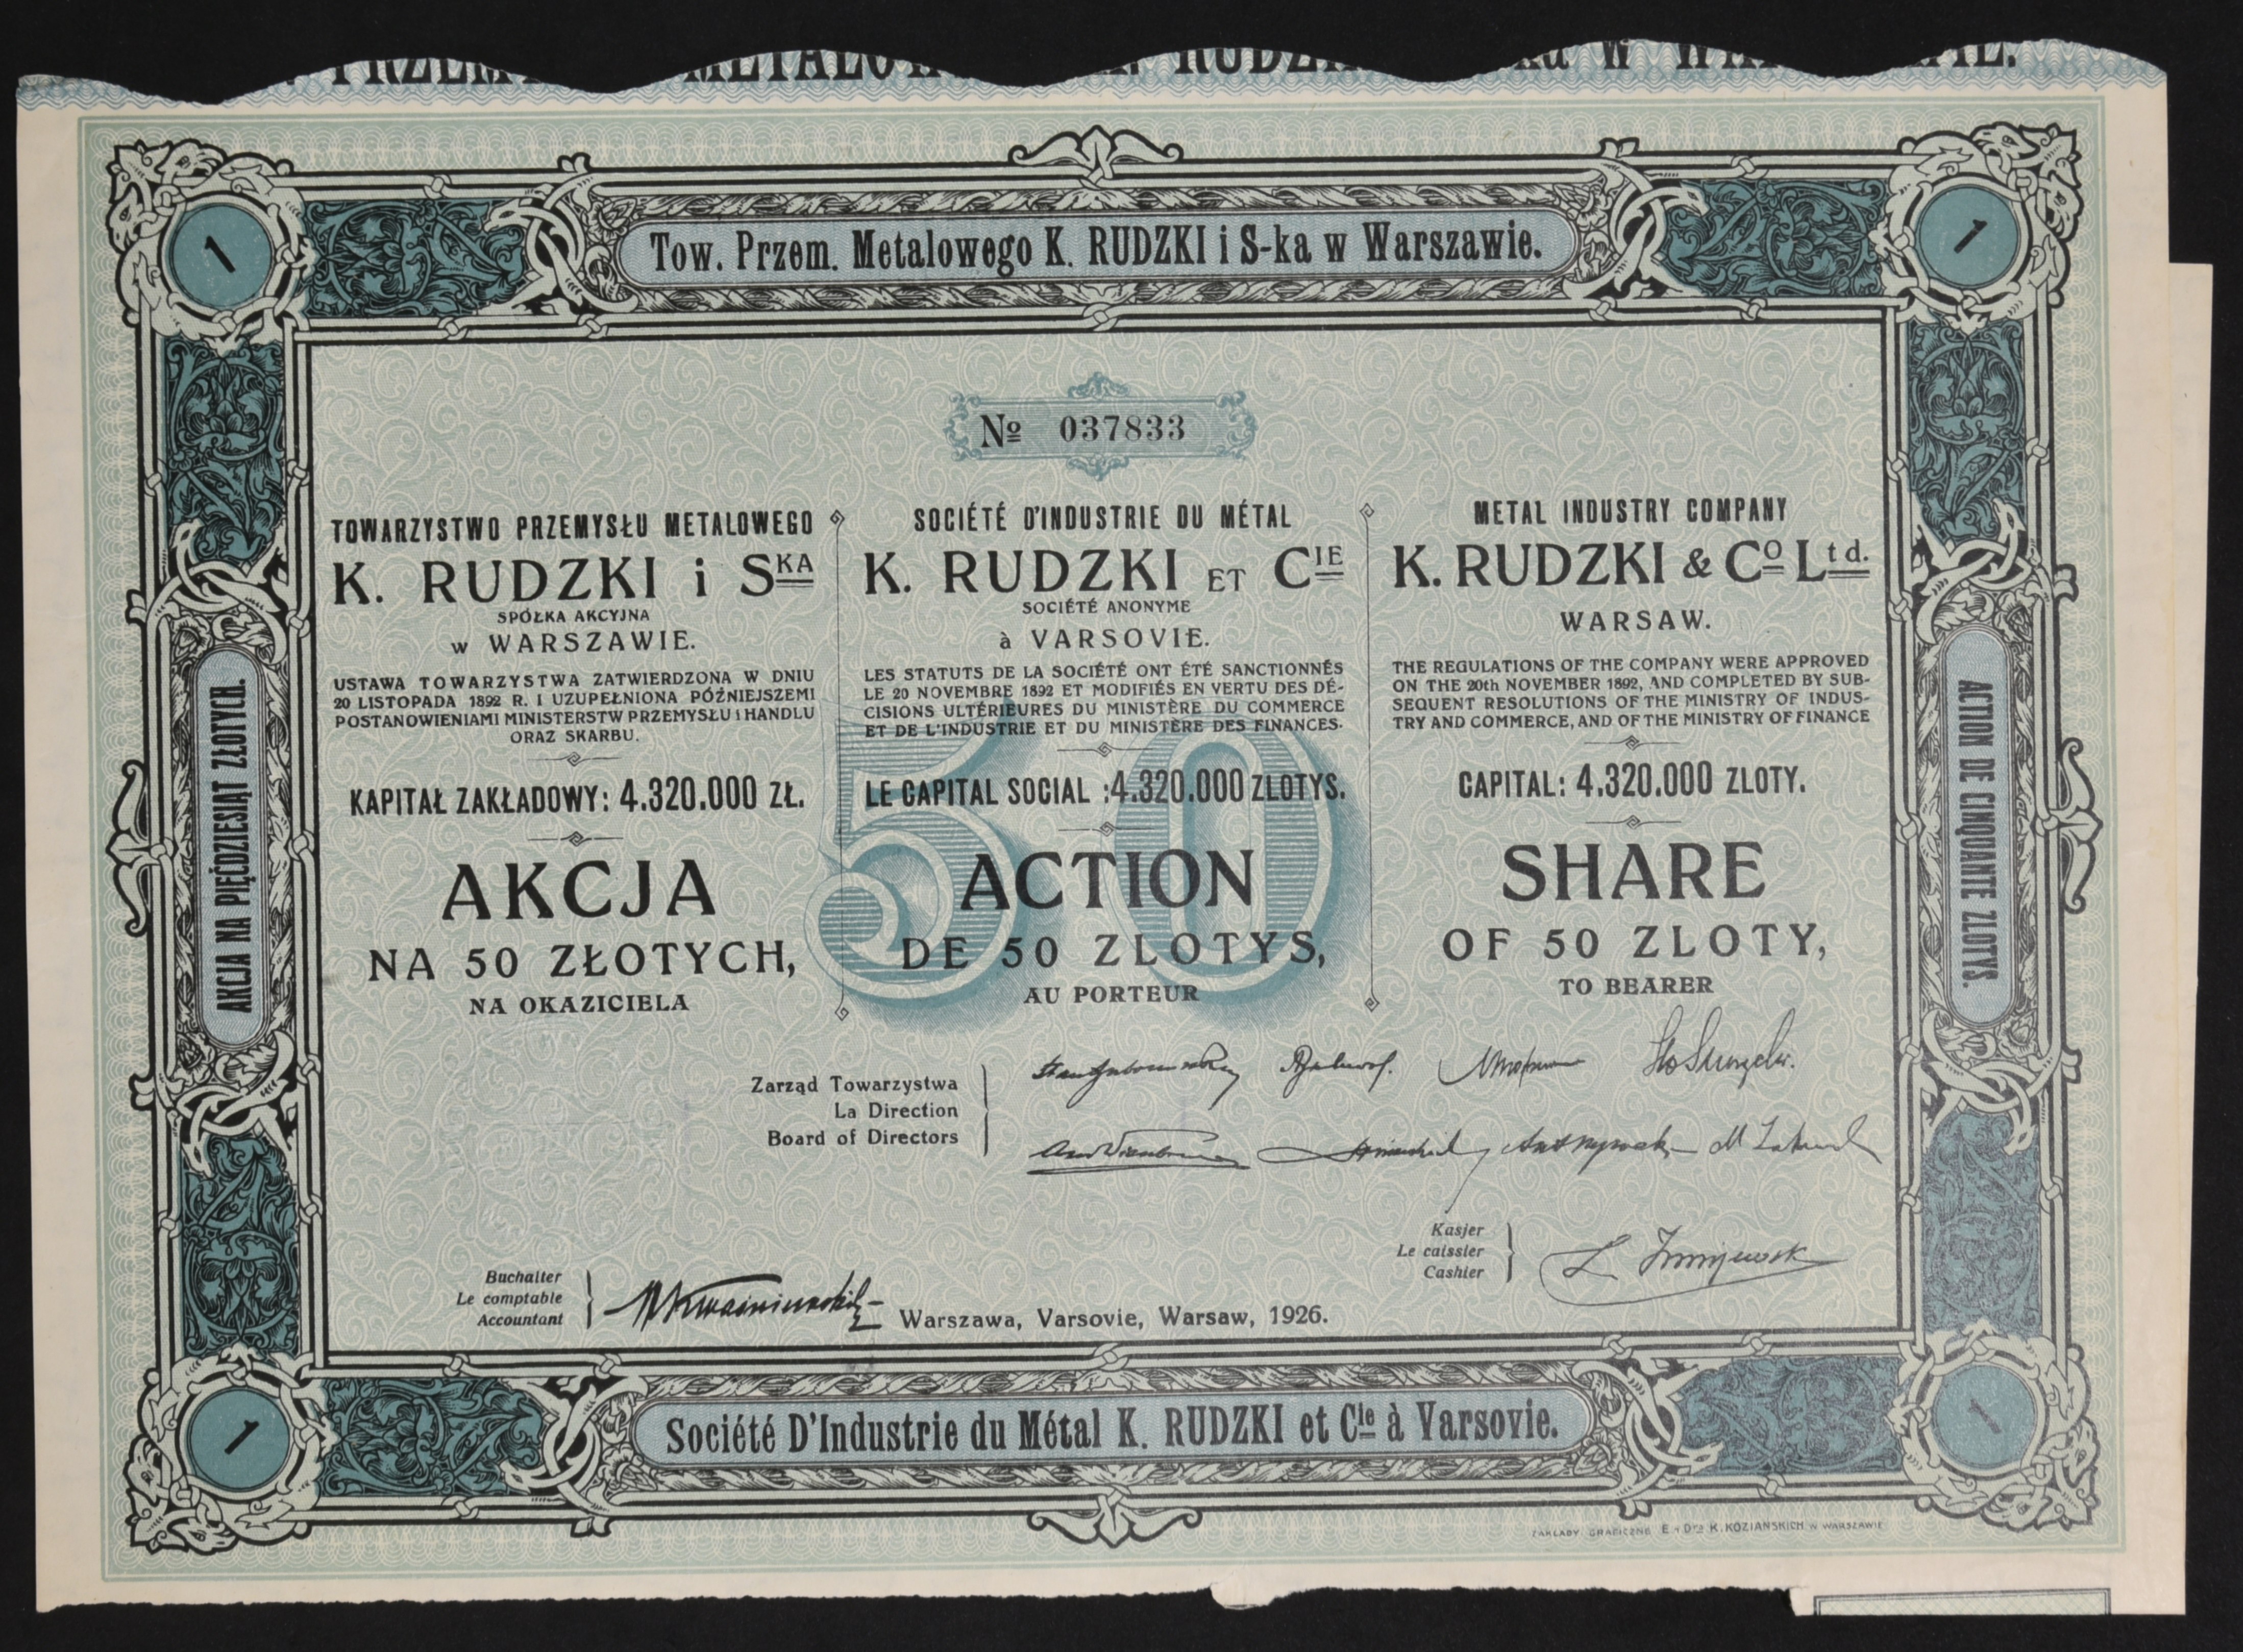 Tow. Przem. Metalowego K. RUDZKI i S-ka w Warszawie.
1
1
№ 037833
TOWARZYSTWO PRZEMYSŁU METALOWEGO
K. RUDZKI i SKA
SPÓŁKA AKCYJNA
w WARSZAWIE.
USTAWA TOWARZYSTWA ZATWIERDZONA W DNIU
20 LISTOPADA 1892 R. I UZUPEŁNIONA PÓŹNIEJSZEMI
POSTANOWIENIAMI MINISTERSTW PRZEMYSŁU i HANDLU
ORAZ SKARBU.
KAPITAŁ ZAKŁADOWY: 4.320.000 ZŁ.
AKCJA
NA 50 ZŁOTYCH,
NA OKAZICIELA
SOCIÉTÉ D'INDUSTRIE DU MÉTAL
K. RUDZKI ET CIE
SOCIÉTÉ ANONYME
à VARSOVIE.
LES STATUTS DE LA SOCIÉTÉ ONT ÉTÉ SANCTIONNÉS
LE 20 NOVEMBRE 1892 ET MODIFIÉS EN VERTU DES DÉ-
CISIONS ULTÉRIEURES DU MINISTÈRE DU COMMERCE
ET DE L'INDUSTRIE ET DU MINISTÈRE DES FINANCES.
LE CAPITAL SOCIAL :4.320.000 ZLOTYS.
ACTION
DE 50 ZLOTYS,
AU PORTEUR
50
METAL INDUSTRY COMPANY
K. RUDZKI & Co Ltd.
WARSAW.
THE REGULATIONS OF THE COMPANY WERE APPROVED
ON THE 20th NOVEMBER 1892, AND COMPLETED BY SUB-
SEQUENT RESOLUTIONS OF THE MINISTRY OF INDUS-
TRY AND COMMERCE, AND OF THE MINISTRY OF FINANCE
CAPITAL: 4.320.000 ZLOTY.
SHARE
OF 50 ZLOTY,
TO BEARER
AKCJA NA PIĘĆDZIESIĄT ZŁOTYCH.
ACTION DE CINQUANTE ZLOTYS.
Zarząd Towarzystwa
La Direction
Board of Directors
Kasjer
Le caissier
Cashier
Buchalter
Le comptable
Accountant
Warszawa, Varsovie, Warsaw, 1926.
1
1
Société D'Industrie du Métal K. RUDZKI et Cie à Varsovie.
ZAKŁADY GRAFICZNE E. i Dra K. KOZIAŃSKICH W WARSZAWIE